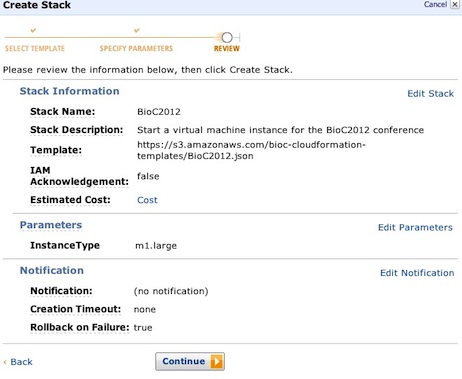 Create Stack
Cancel
SELECT TEMPLATE
SPECIFY PARAMETERS
REVIEW
Please review the information below, then click Create Stack.
Stack Information
Edit Stack
Stack Name: BioC2012
Stack Description: Start a virtual machine instance for the BioC2012 conference
Template: https://s3.amazonaws.com/bioc-cloudformation-
templates/BioC2012.json
IAM
Acknowledgement: false
Estimated Cost: Cost
Parameters
Edit Parameters
InstanceType m1.large
Notification
Edit Notification
Notification: (no notification)
Creation Timeout: none
Rollback on Failure: true
‹ Back
Continue